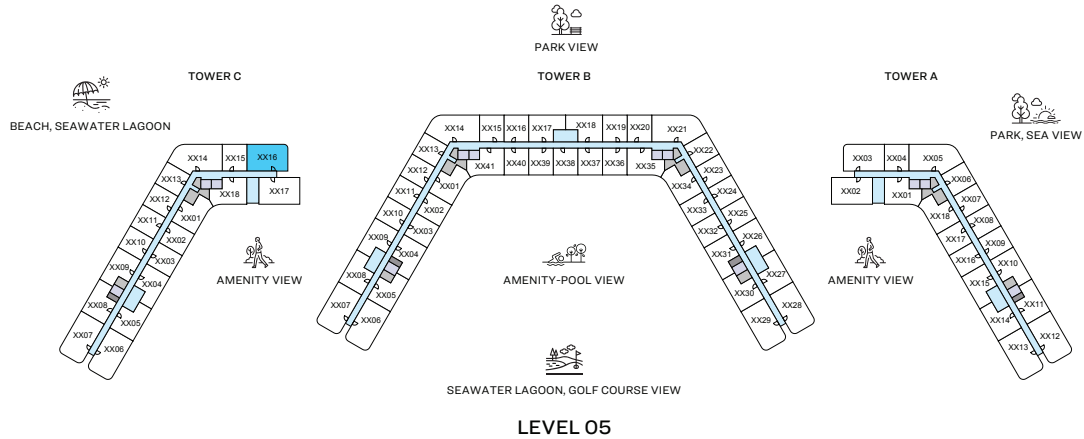 PARK VIEW
TOWER C
TOWER B
TOWER A
BEACH, SEAWATER LAGOON
PARK, SEA VIEW
XX14
XX15
XX16
XX13
XX12
XX11
XX10
XX09
XX08
XX07
XX18
XX17
XX01
XX02
XX03
XX04
XX05
XX06
AMENITY VIEW
XX14
XX15
XX16
XX17
XX18
XX19
XX20
XX21
XX13
XX12
XX11
XX10
XX09
XX08
XX07
XX41
XX40
XX39
XX38
XX37
XX36
XX35
XX01
XX02
XX03
XX04
XX05
XX06
XX22
XX23
XX24
XX25
XX26
XX27
XX28
XX34
XX33
XX32
XX31
XX30
XX29
AMENITY-POOL VIEW
XX03
XX04
XX05
XX02
XX01
XX06
XX07
XX08
XX09
XX10
XX11
XX12
XX18
XX17
XX16
XX15
XX14
XX13
AMENITY VIEW
SEAWATER LAGOON, GOLF COURSE VIEW
LEVEL 05